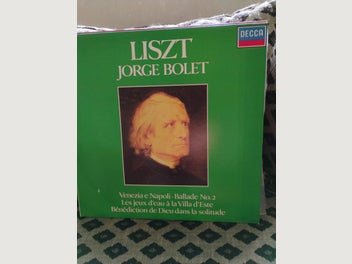 DECCA
LISZT
JORGE BOLET
Venezia e Napoli·Ballade No.2
Les jeux d'eau à la Villa d'Este
Bénédiction de Dieu dans la solitude